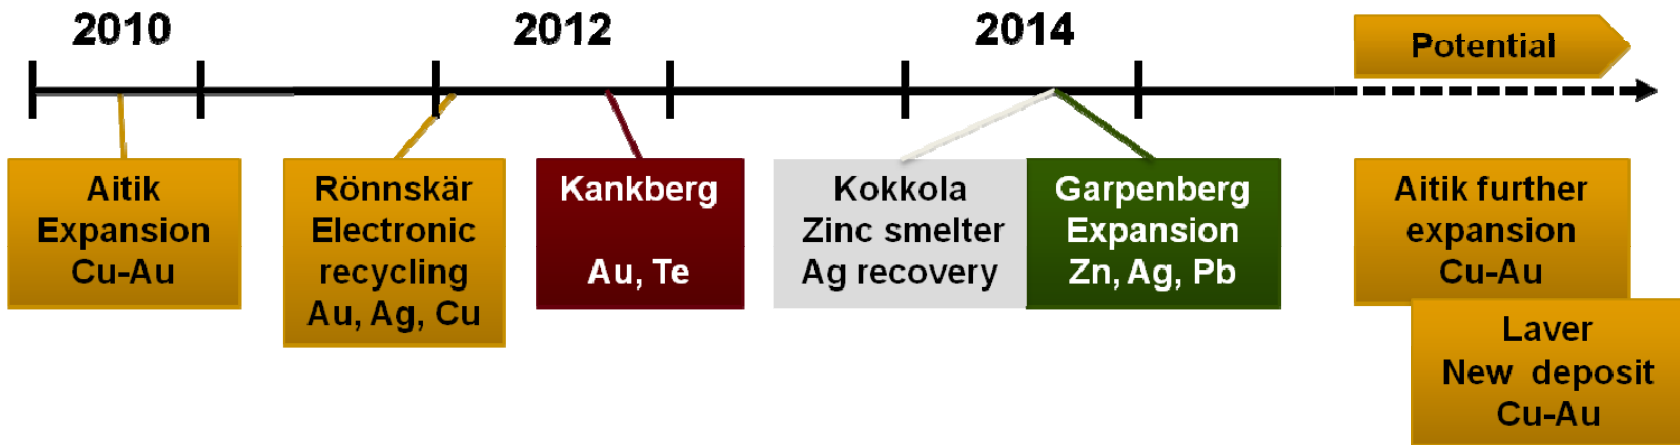 2010
2012
2014
Potential
Aitik
Expansion
Cu-Au
Rönnskär
Electronic
recycling
Au, Ag, Cu
Kankberg
Au, Te
Kokkola
Zinc smelter
Ag recovery
Garpenberg
Expansion
Zn, Ag, Pb
Aitik further
expansion
Cu-Au
Laver
New deposit
Cu-Au